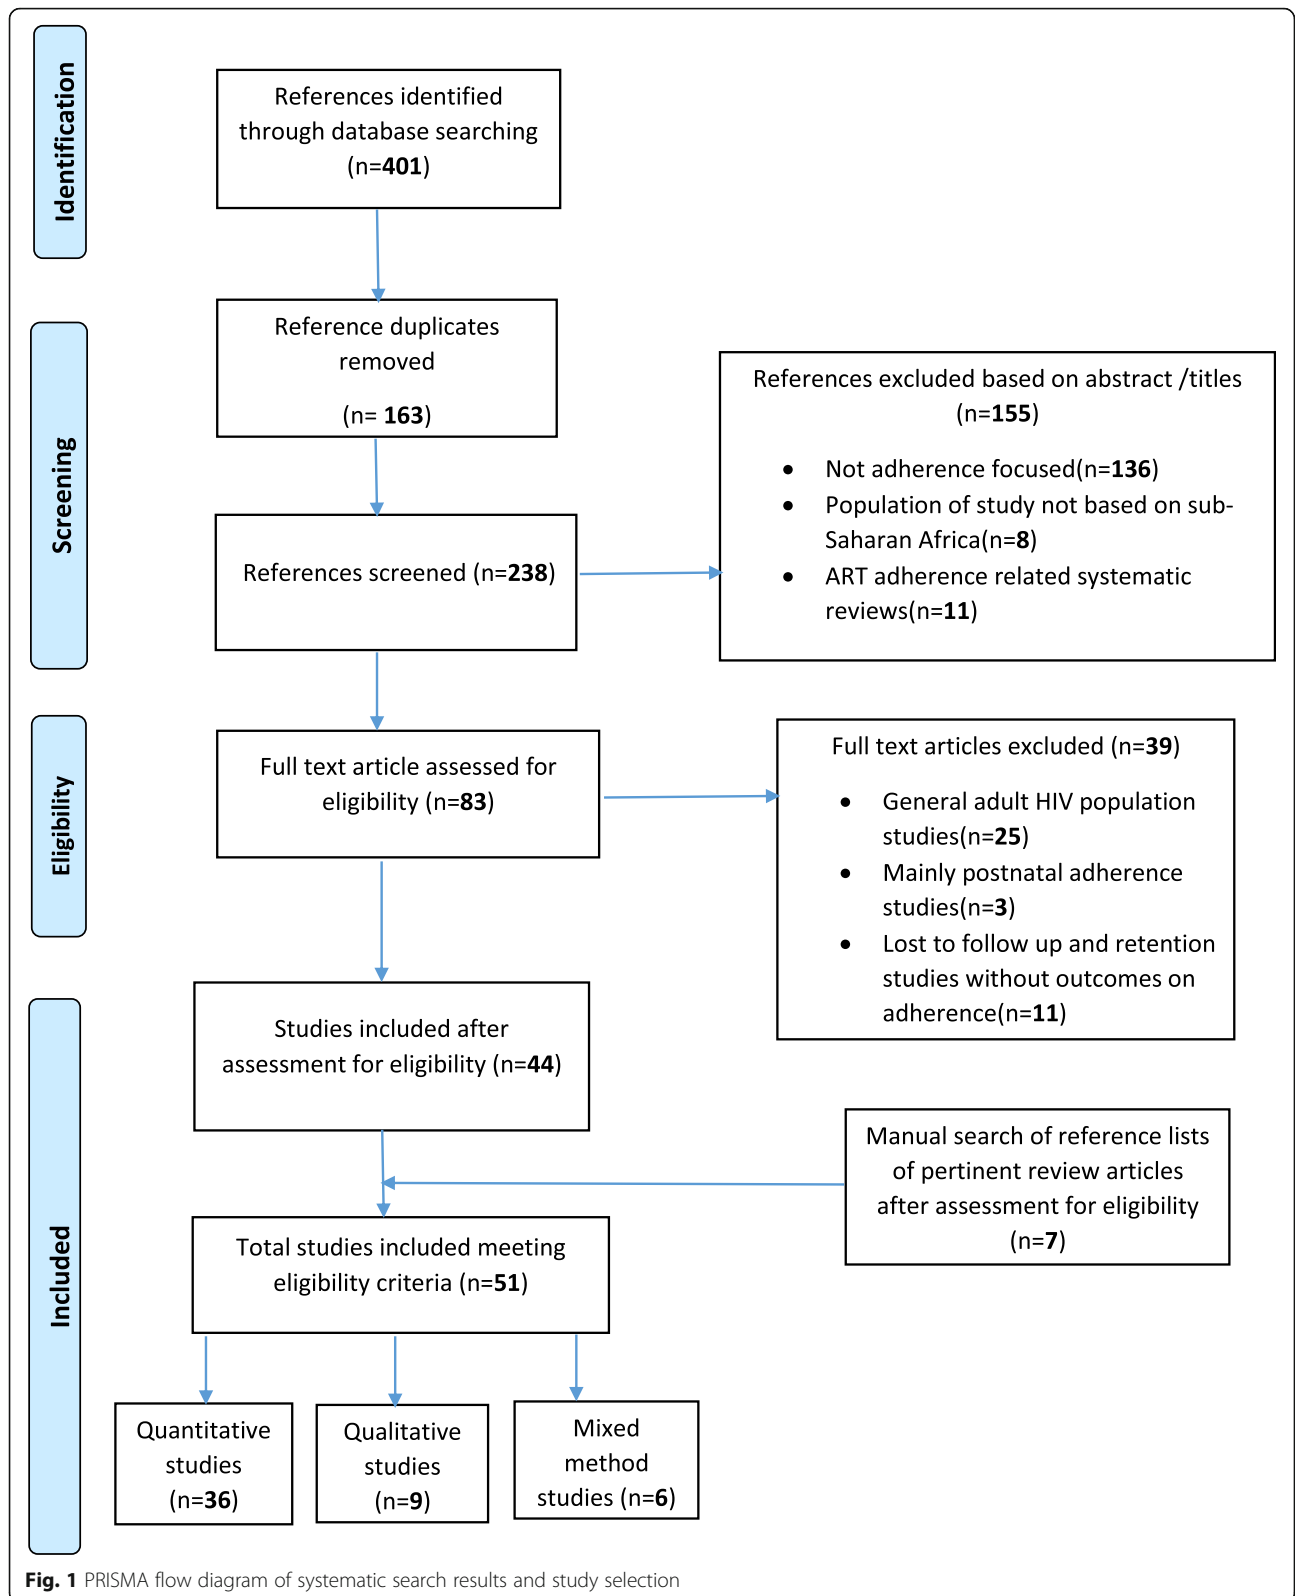 Identification
References identified
through database searching
(n=401)
Screening
Reference duplicates
removed
(n= 163)
References screened (n=238)
References excluded based on abstract /titles
(n=155)
• Not adherence focused(n=136)
• Population of study not based on sub-
Saharan Africa(n=8)
• ART adherence related systematic
reviews(n=11)
Eligibility
Full text article assessed for
eligibility (n=83)
Full text articles excluded (n=39)
• General adult HIV population
studies(n=25)
• Mainly postnatal adherence
studies(n=3)
• Lost to follow up and retention
studies without outcomes on
adherence(n=11)
Included
Studies included after
assessment for eligibility (n=44)
Manual search of reference lists
of pertinent review articles
after assessment for eligibility
(n=7)
Total studies included meeting
eligibility criteria (n=51)
Quantitative
studies
(n=36)
Qualitative
studies
(n=9)
Mixed
method
studies (n=6)
Fig. 1 PRISMA flow diagram of systematic search results and study selection